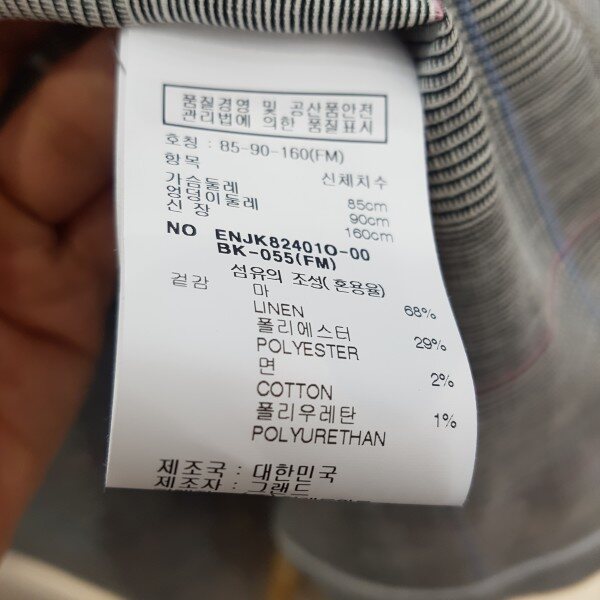 품질경영 및 공산품안전
관리법에 의한 품질표시
호칭 : 85-90-160(FM)
항목 신체치수
가슴둘레 85cm
엉덩이둘레 90cm
신 장 160cm
NO ENJK82401O-00
BK-055(FM)
섬유의 조성(혼용율)
겉감 마 68%
LINEN
폴리에스터 29%
POLYESTER
면 2%
COTTON
폴리우레탄 1%
POLYURETHAN
제조국 : 대한민국
제조자 : 그랜드